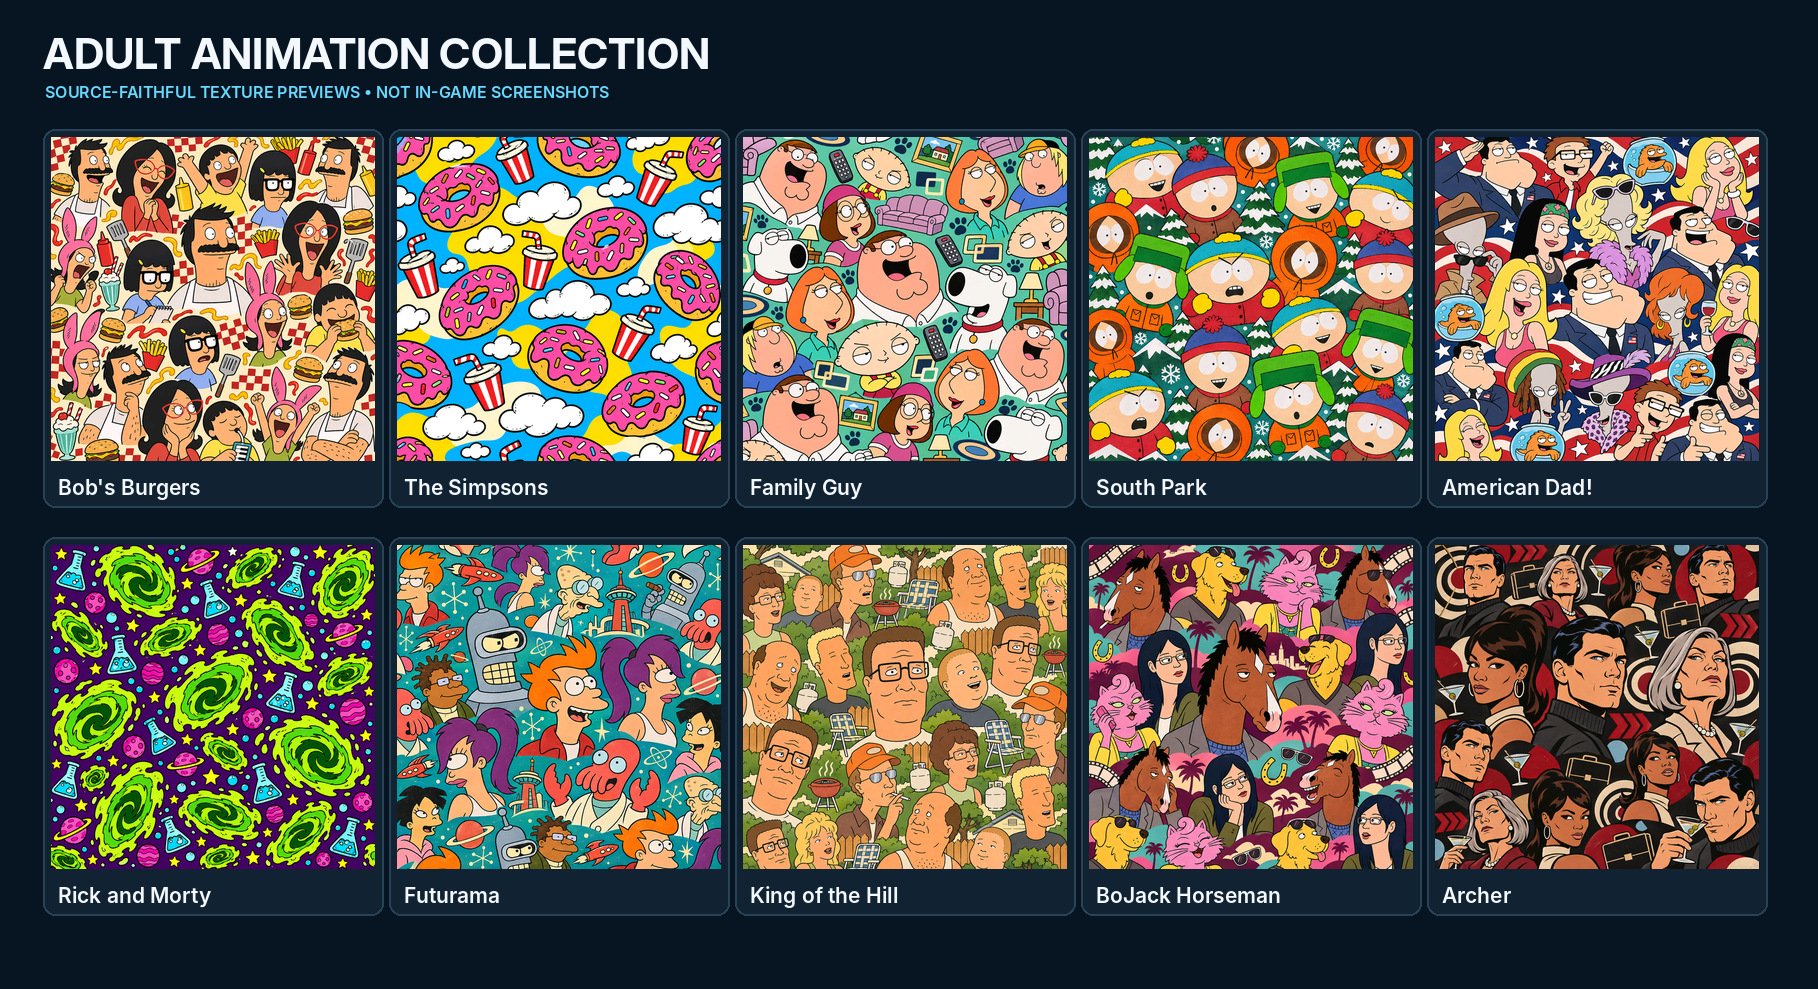 ADULT ANIMATION COLLECTION
SOURCE-FAITHFUL TEXTURE PREVIEWS • NOT IN-GAME SCREENSHOTS
Bob's Burgers
The Simpsons
Family Guy
South Park
American Dad!
Rick and Morty
Futurama
King of the Hill
BoJack Horseman
Archer